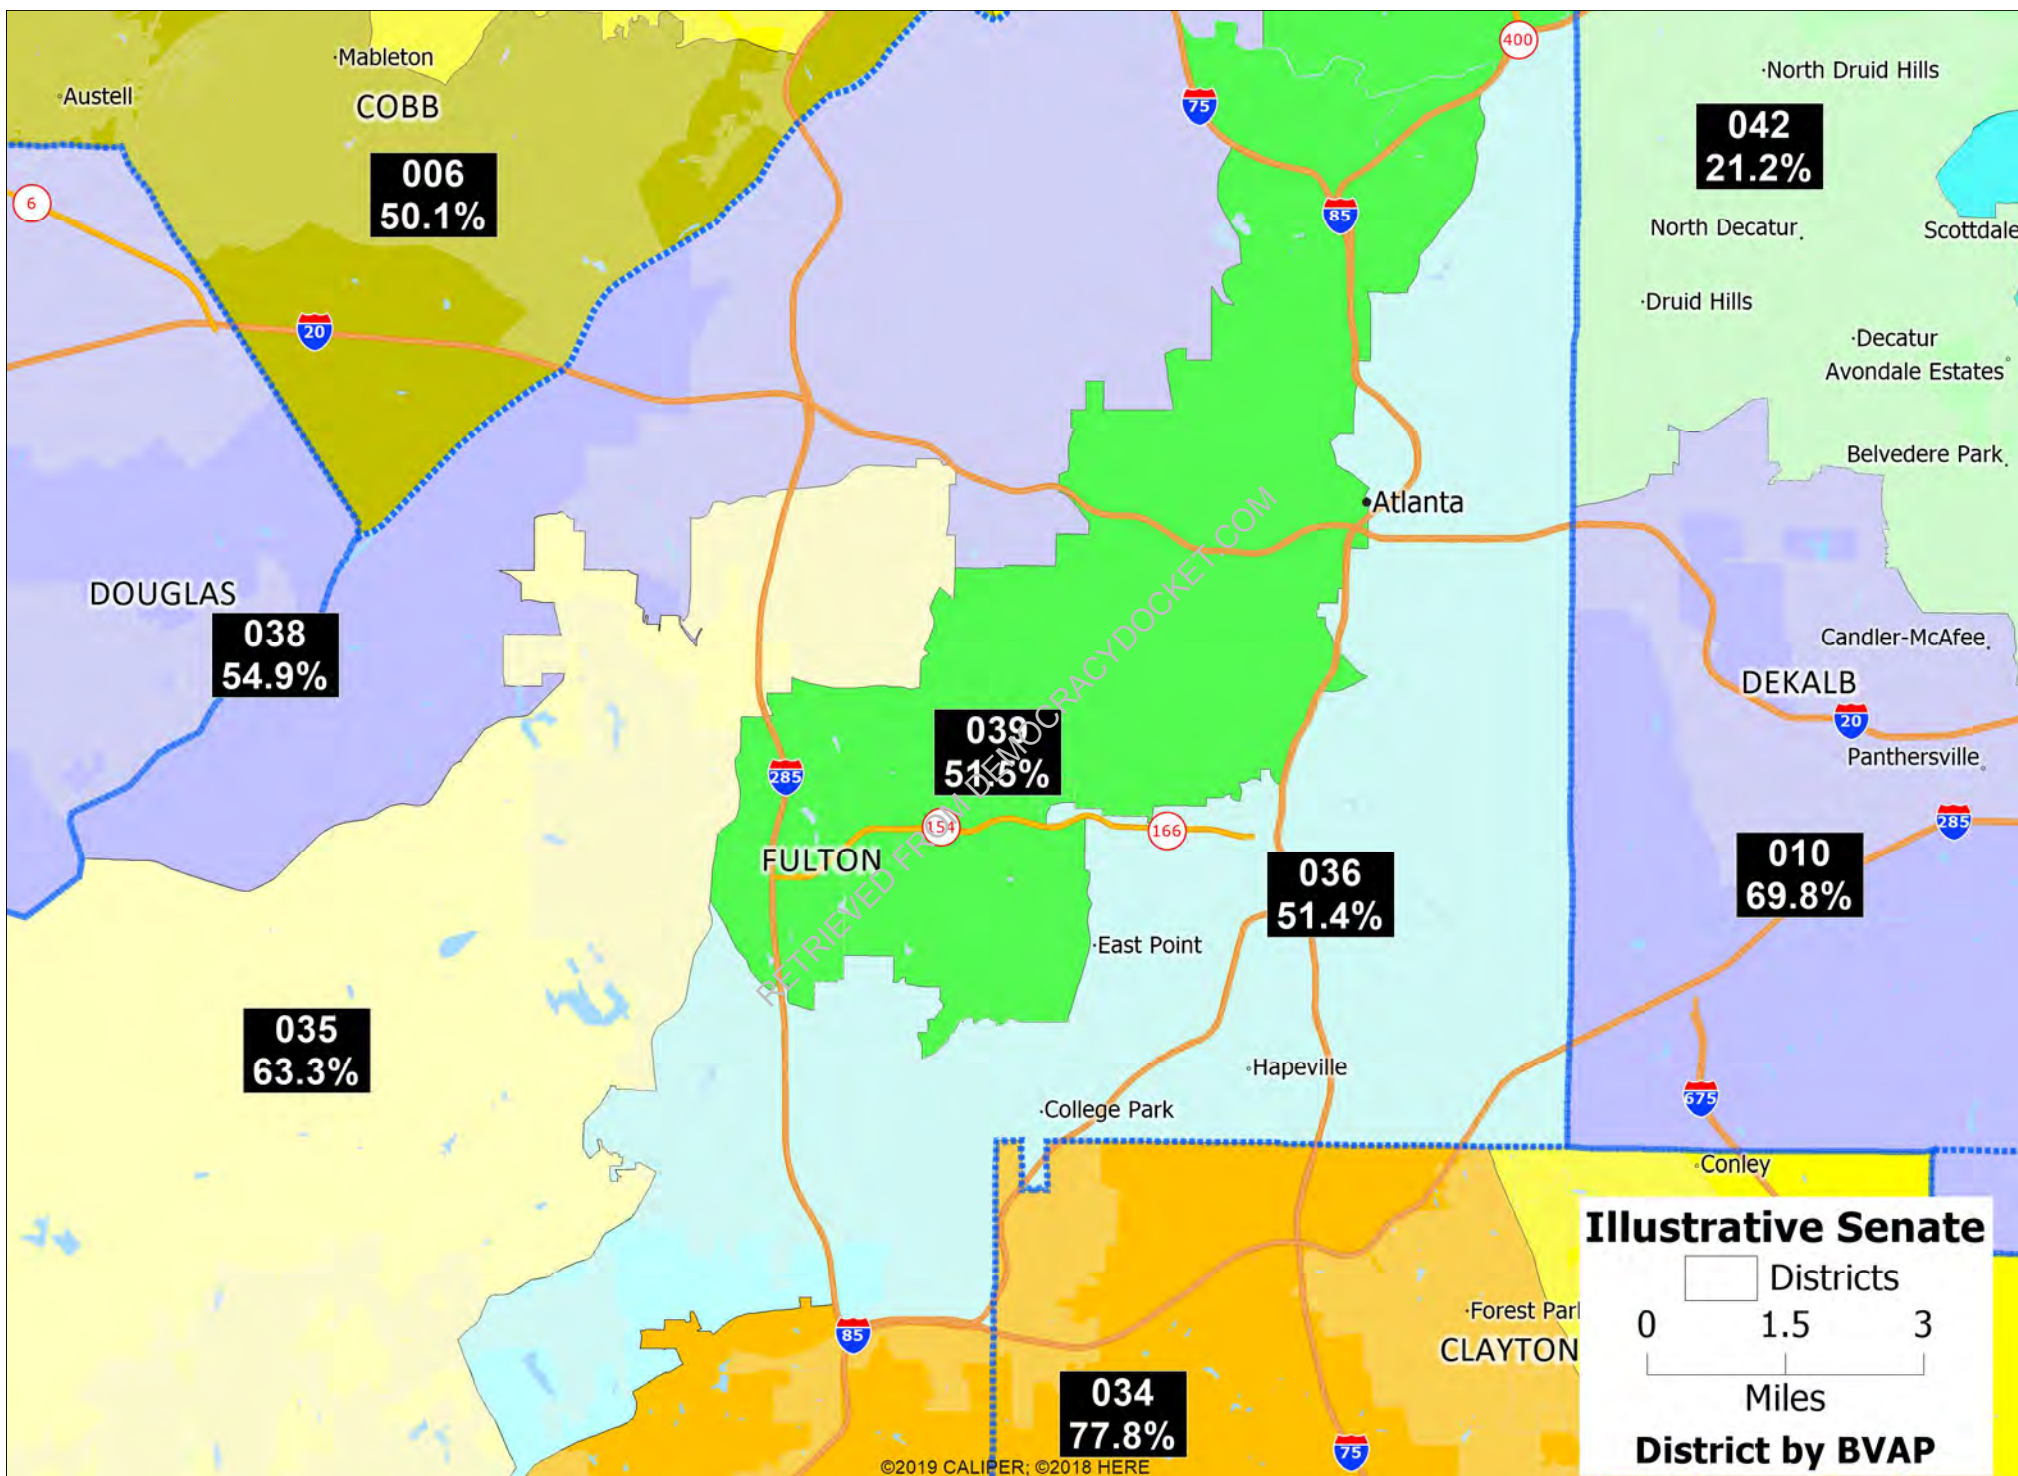 400
Mableton
North Druid Hills
Austell
COBB
75
042
21.2%
006
50.1%
6
85
North Decatur
Scottdale
Druid Hills
20
Decatur
Avondale Estates
Belvedere Park
Atlanta
DOUGLAS
038
54.9%
Candler-McAfee
DEKALB
20
039
51.5%
Panthersville
285
154
166
285
FULTON
036
51.4%
010
69.8%
East Point
035
63.3%
Hapeville
675
College Park
Conley
Illustrative Senate
Districts
0 1.5 3
Miles
District by BVAP
Forest Par
CLAYTON
85
034
77.8%
75
©2019 CALIPER; ©2018 HERE
RETRIEVED FROM DEMOCRACYDOCKET.COM